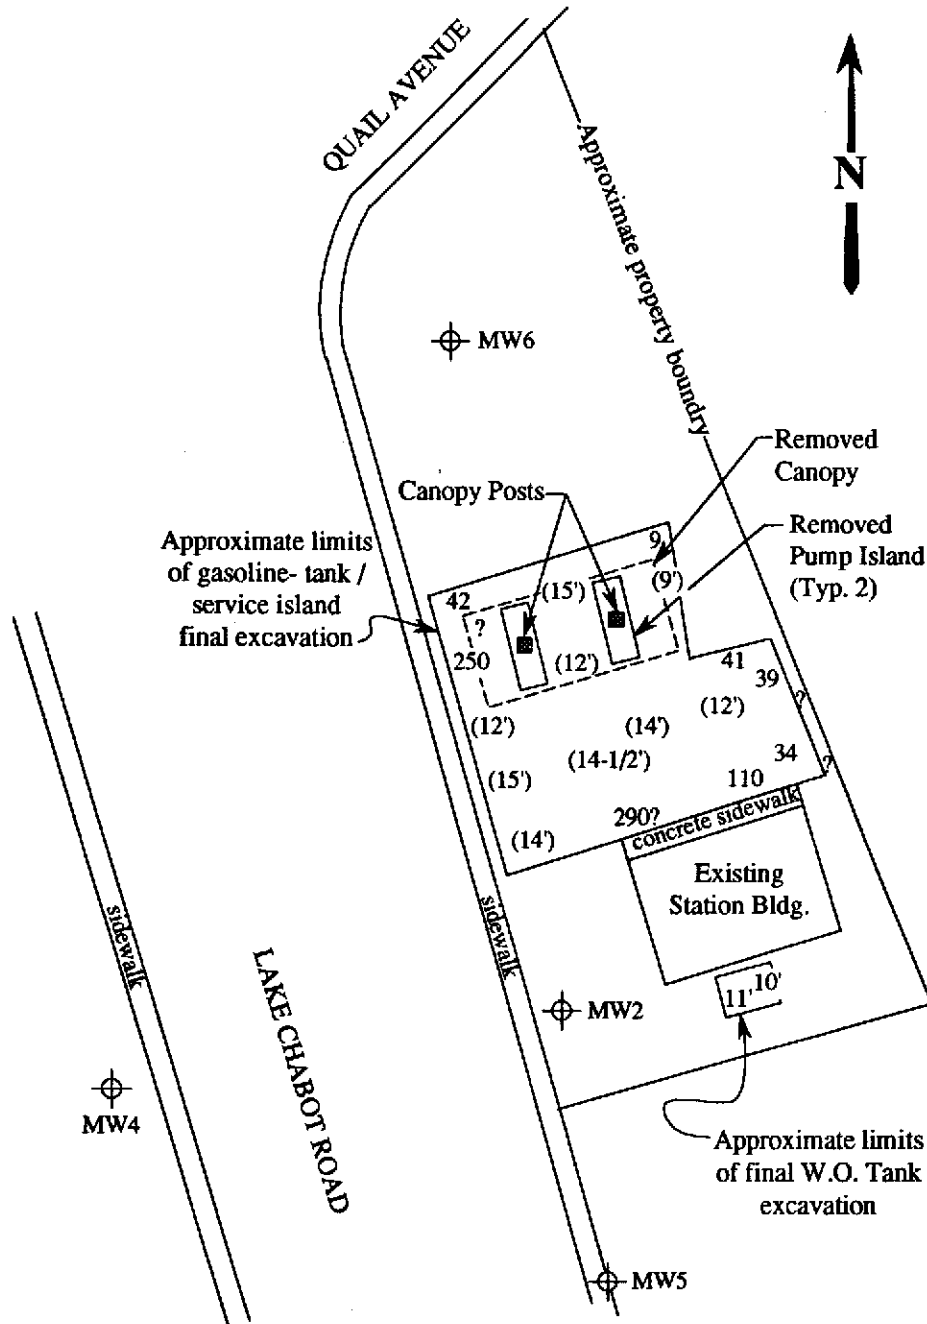 QUAIL AVENUE
Approximate property boundry
N
MW6
Removed
Canopy
Canopy Posts
Removed
Pump Island
(Typ. 2)
Approximate limits
of gasoline- tank /
service island
final excavation
9
(9')
(15')
42
?
250
(12')
41
39
(12')
?
(12')
(14')
(14-1/2')
34
?
(15')
110
290?
(14')
concrete sidewalk
Existing
Station Bldg.
sidewalk
sidewalk
11'
10'
MW2
LAKE CHABOT ROAD
MW4
Approximate limits
of final W.O. Tank
excavation
MW5